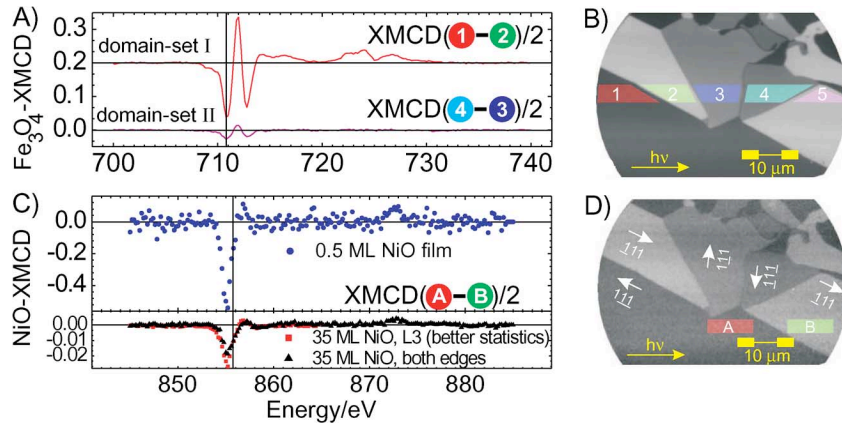 A)
Fe3O4-XMCD
0.3
0.2
0.2
0.1
0.0
domain-set I
XMCD(1-2)/2
domain-set II
XMCD(4-3)/2
700
710
720
730
740
B)
1
2
3
4
5
hν
10 µm
C)
NiO-XMCD
0.0
-0.2
-0.4
0.5 ML NiO film
XMCD(A-B)/2
0.00
-0.01
-0.02
35 ML NiO, L3 (better statistics)
35 ML NiO, both edges
850
860
870
880
Energy/eV
D)
111
111
111
111
111
A
B
hν
10 µm